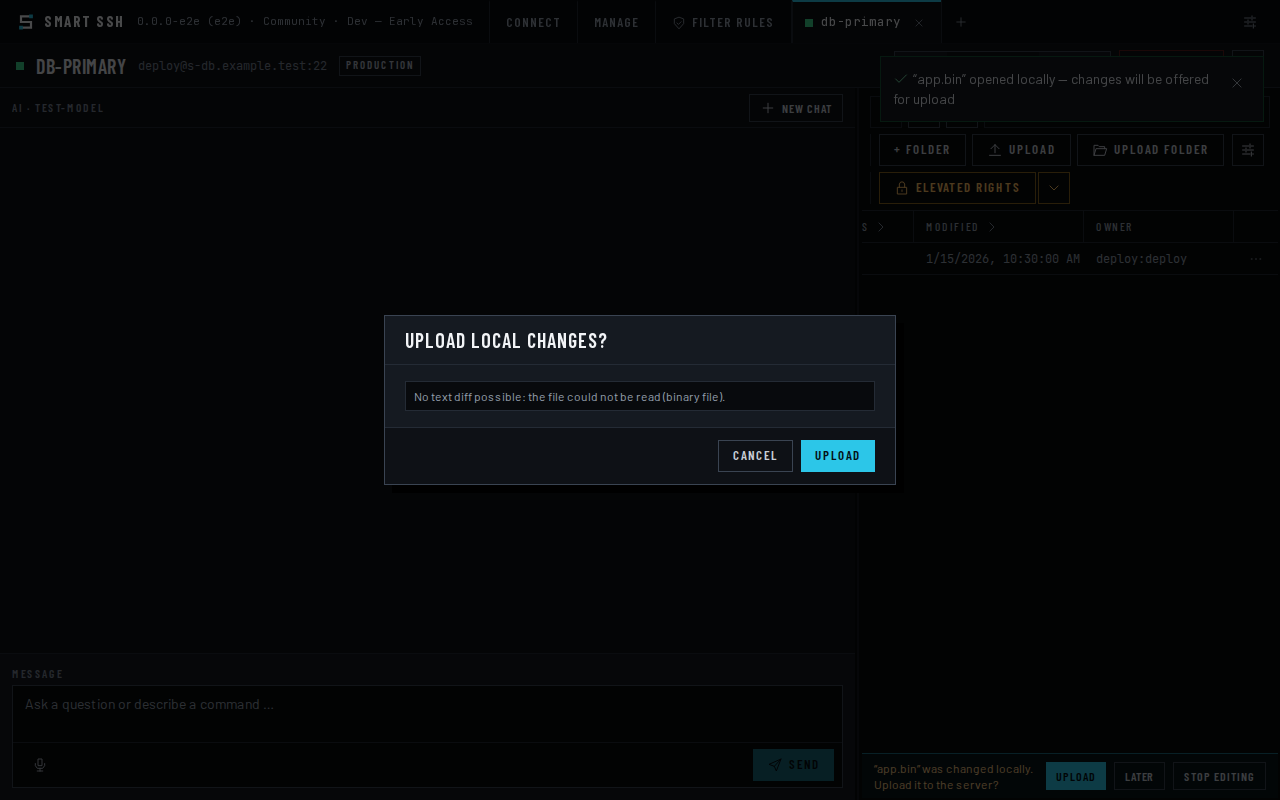 SMART SSH 0.0.0-e2e (e2e) · Community · Dev — Early Access CONNECT MANAGE FILTER RULES db-primary
DB-PRIMARY deploy@s-db.example.test:22 PRODUCTION
“app.bin” opened locally — changes will be offered
for upload
AI · TEST-MODEL NEW CHAT
+ FOLDER UPLOAD UPLOAD FOLDER
ELEVATED RIGHTS
S MODIFIED OWNER
1/15/2026, 10:30:00 AM deploy:deploy ...
UPLOAD LOCAL CHANGES?
No text diff possible: the file could not be read (binary file).
CANCEL UPLOAD
MESSAGE
Ask a question or describe a command ...
SEND
“app.bin” was changed locally.
Upload it to the server?
UPLOAD LATER STOP EDITING